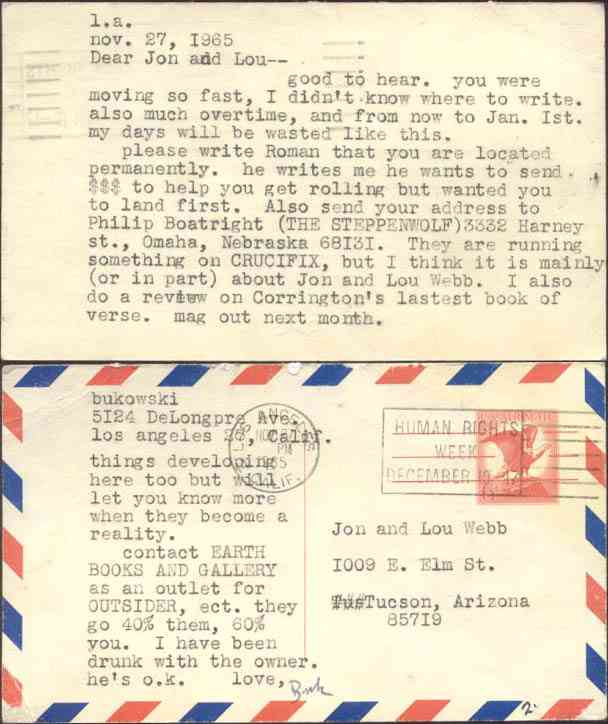 l.a.
nov. 27, I965
Dear Jon and Lou--
good to hear. you were
moving so fast, I didn't know where to write.
also much overtime, and from now to Jan. Ist.
my days will be wasted like this.
please write Roman that you are located
permanently. he writes me he wants to send
$$$ to help you get rolling but wanted you
to land first. Also send your address to
Philip Boatright (THE STEPPENWOLF)3332 Harney
st., Omaha, Nebraska 68I3I. They are running
something on CRUCIFIX, but I think it is mainly
(or in part) about Jon and Lou Webb. I also
do a review on Corrington's lastest book of
verse. mag out next month.
bukowski
5I24 DeLongpre Ave.
los angeles Calif.
things developing
here too but will
let you know more
when they become a
reality.
contact EARTH
BOOKS AND GALLERY
as an outlet for
OUTSIDER, ect. they
go 40% them, 60%
you. I have been
drunk with the owner.
he's o.k. love,
Buk
PM
HUMAN RIGHTS
WEEK
DECEMBER
Jon and Lou Webb
I009 E. Elm St.
Tucson, Arizona
857I9
2-